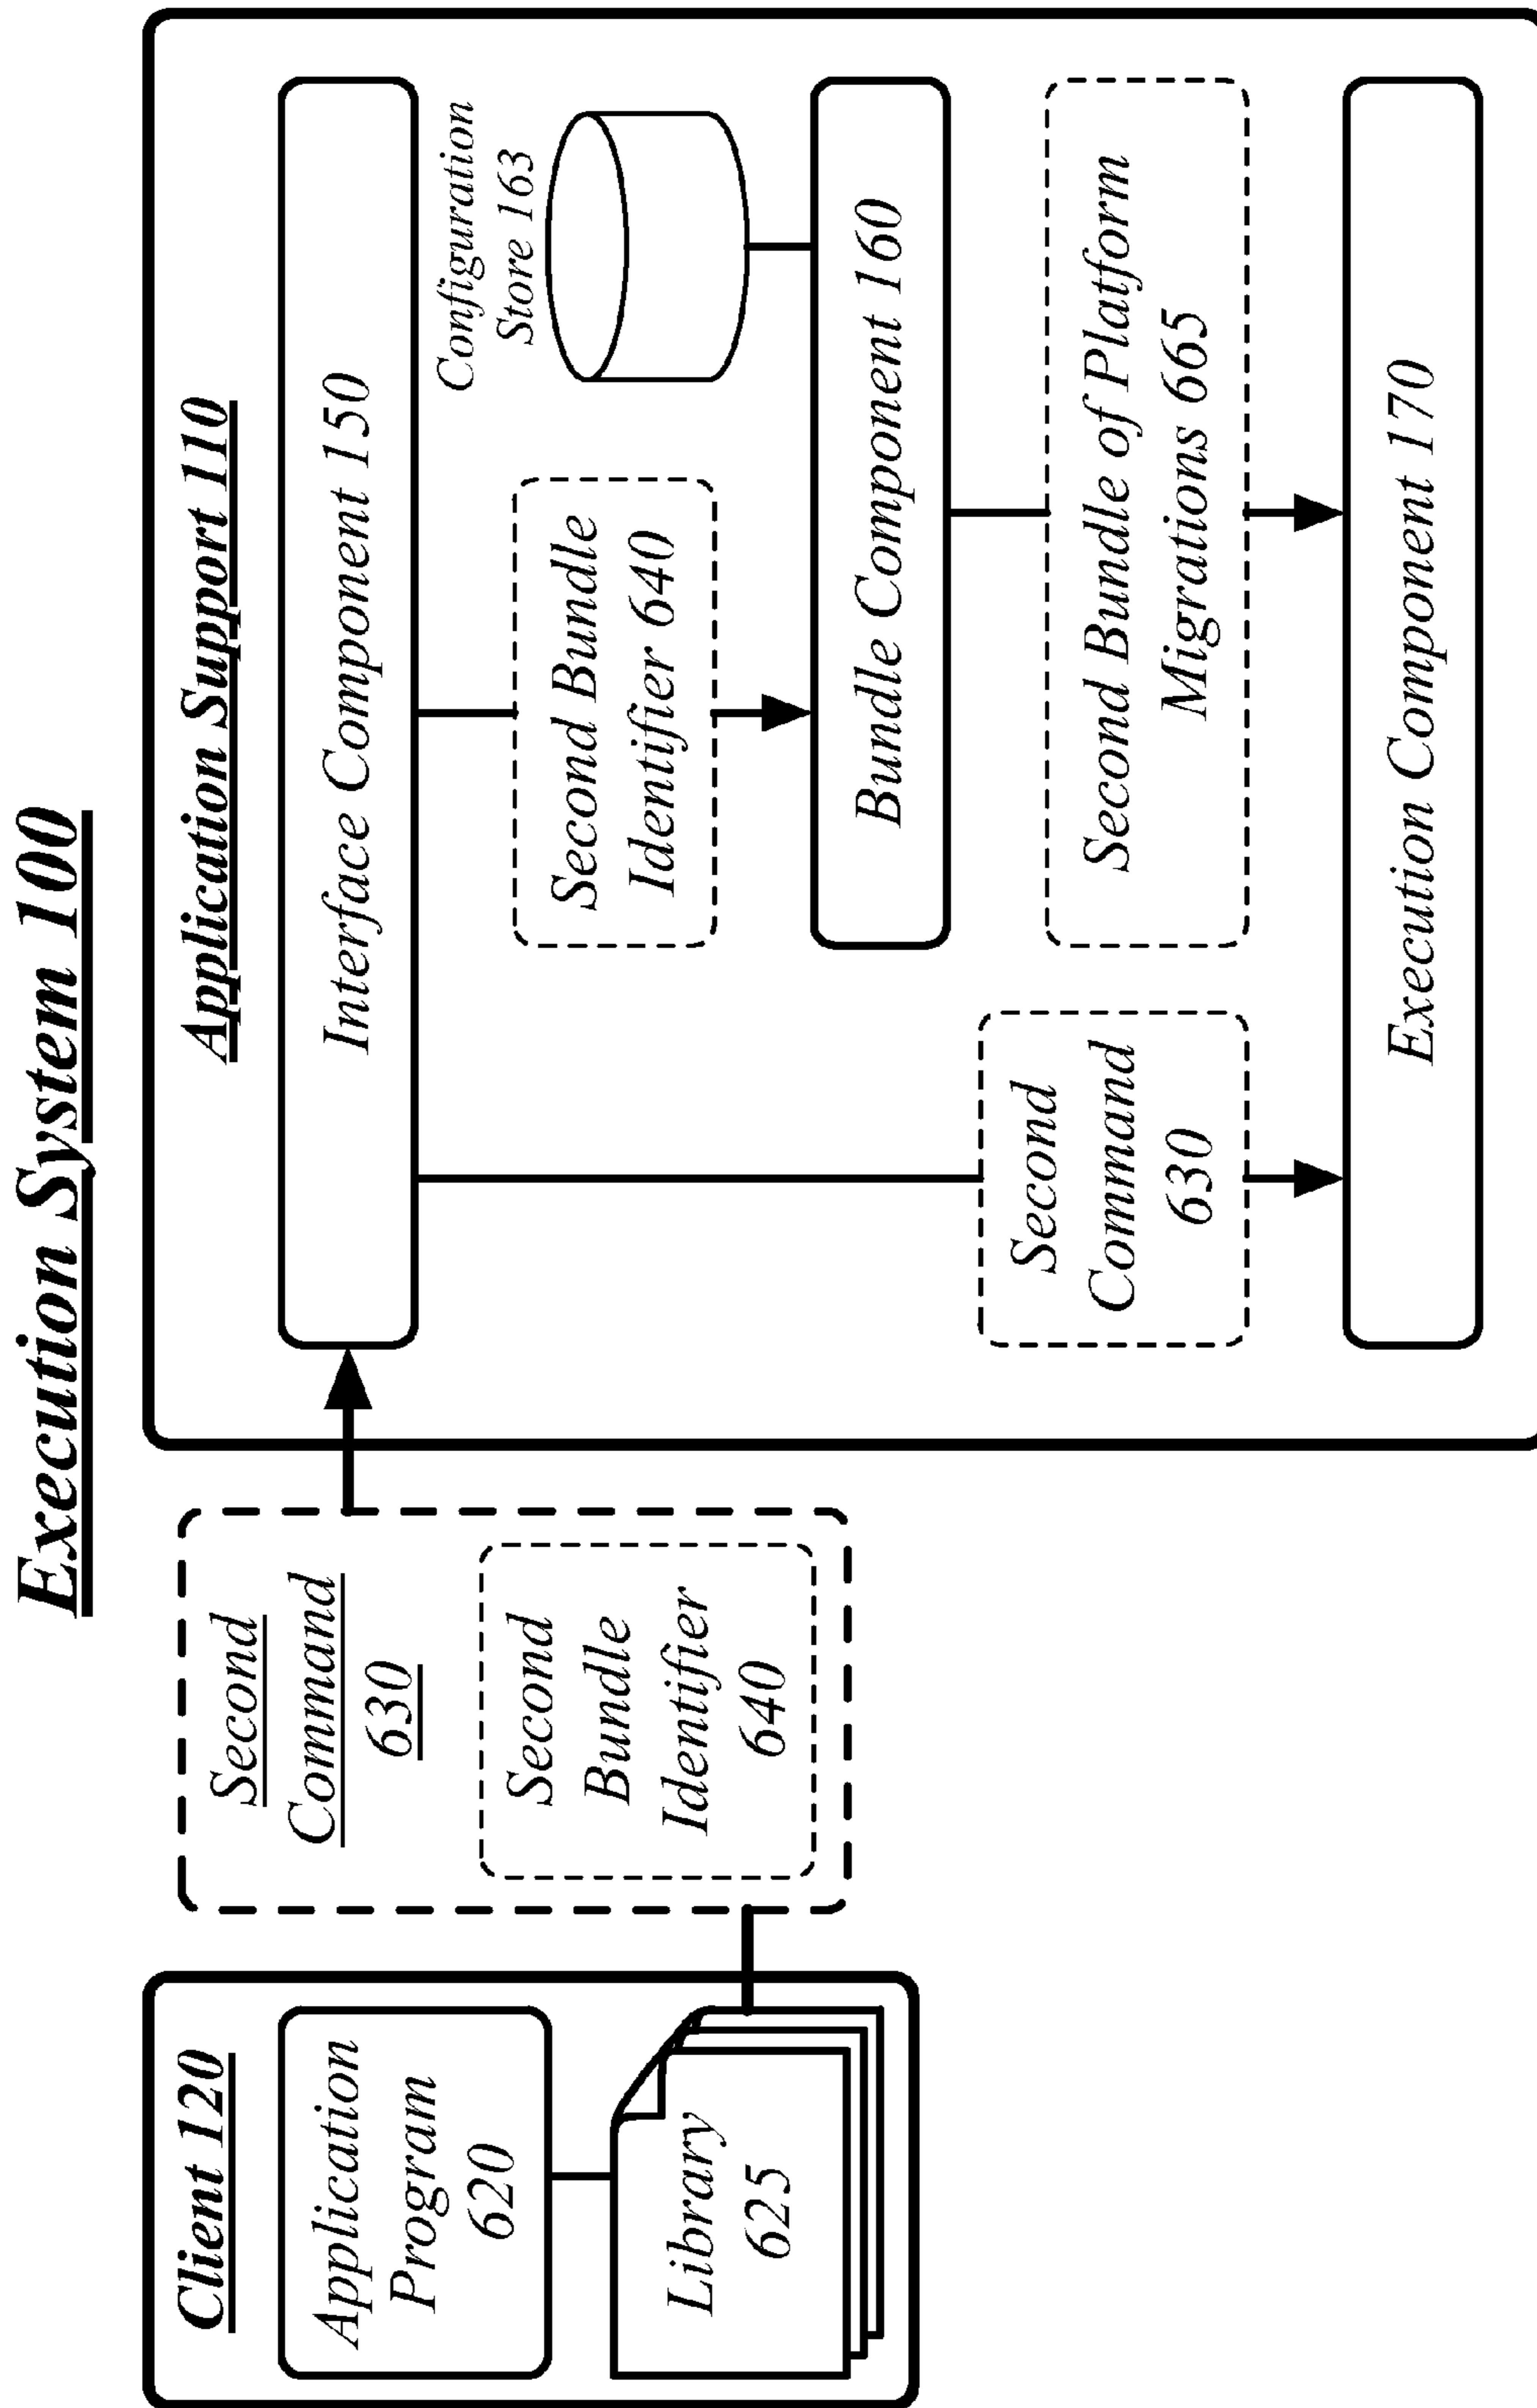 Execution System 100
Client 120
Application
Program
620
Library
625
Second
Command
630
Second
Bundle
Identifier
640
Application Support 110
Interface Component 150
Configuration
Store 163
Second Bundle
Identifier 640
Bundle Component 160
Second
Command
630
Second Bundle of Platform
Migrations 665
Execution Component 170